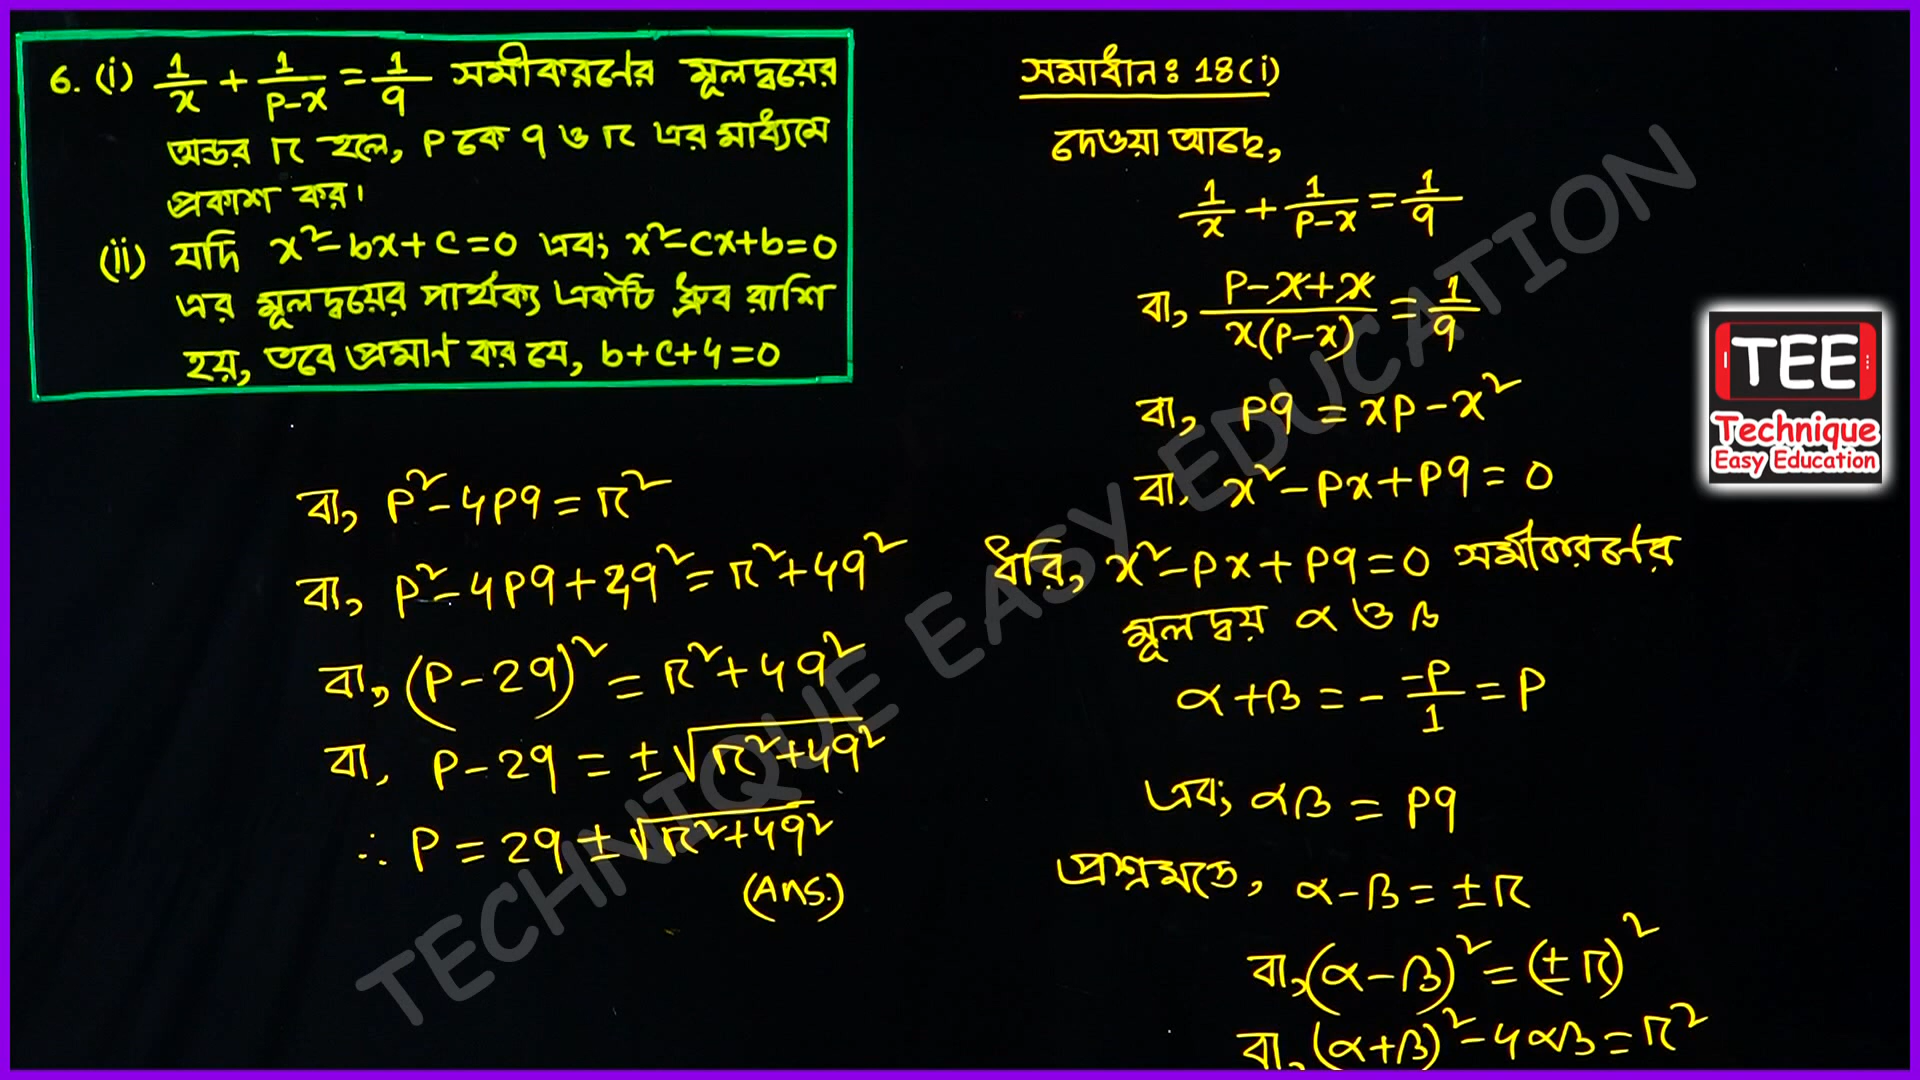 6. (i) 1/x + 1/(p-x) = 1/q সমীকরণের মূলদ্বয়ের
অন্তর r হলে, p কে q ও r এর মাধ্যমে
প্রকাশ কর।
(ii) যদি x²-bx+c=0 এবং x²-cx+b=0
এর মূলদ্বয়ের পার্থক্য একটি ধ্রুব রাশি
হয়, তবে প্রমাণ কর যে, b+c+4=0
সমাধান: 18(i)
দেওয়া আছে,
1/x + 1/(p-x) = 1/q
বা, (p-x+x)/(x(p-x)) = 1/q
বা, pq = xp-x²
বা, x²-px+pq = 0
ধরি, x²-px+pq=0 সমীকরণের
মূলদ্বয় α ও β
α+β = - (-p)/1 = p
এবং αβ = pq
প্রশ্নমতে, α-β = ±r
বা, (α-β)² = (±r)²
বা, (α+β)²-4αβ = r²
বা, p²-4pq = r²
বা, p²-4pq+4q² = r²+4q²
বা, (p-2q)² = r²+4q²
বা, p-2q = ±√(r²+4q²)
∴ p = 2q ± √(r²+4q²)
(Ans.)
TEE
Technique
Easy Education
TECHNIQUE EASY EDUCATION